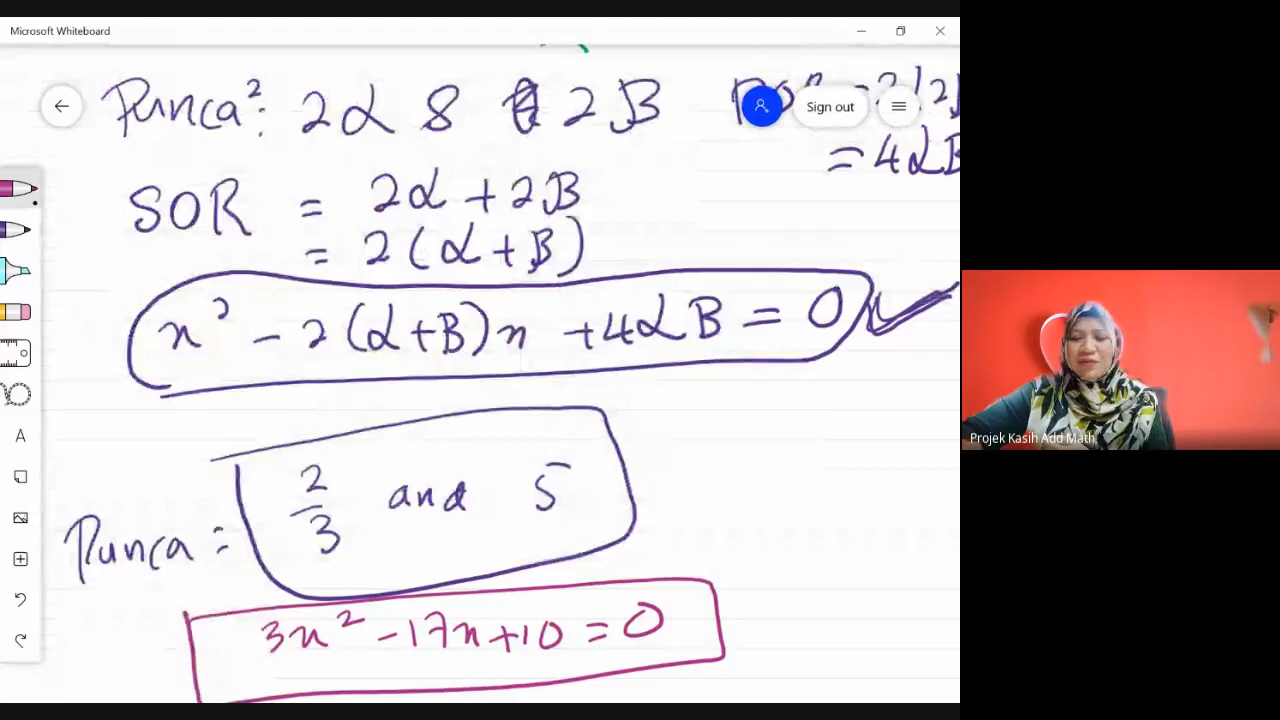 Microsoft Whiteboard
Punca²: 2α & 2β
Sign out
= 4αβ
SOR = 2α + 2β
= 2(α+β)
x² - 2(α+β)x + 4αβ = 0
Punca = 2/3 and 5
3x² - 17x + 10 = 0
A
Projek Kasih Add Math